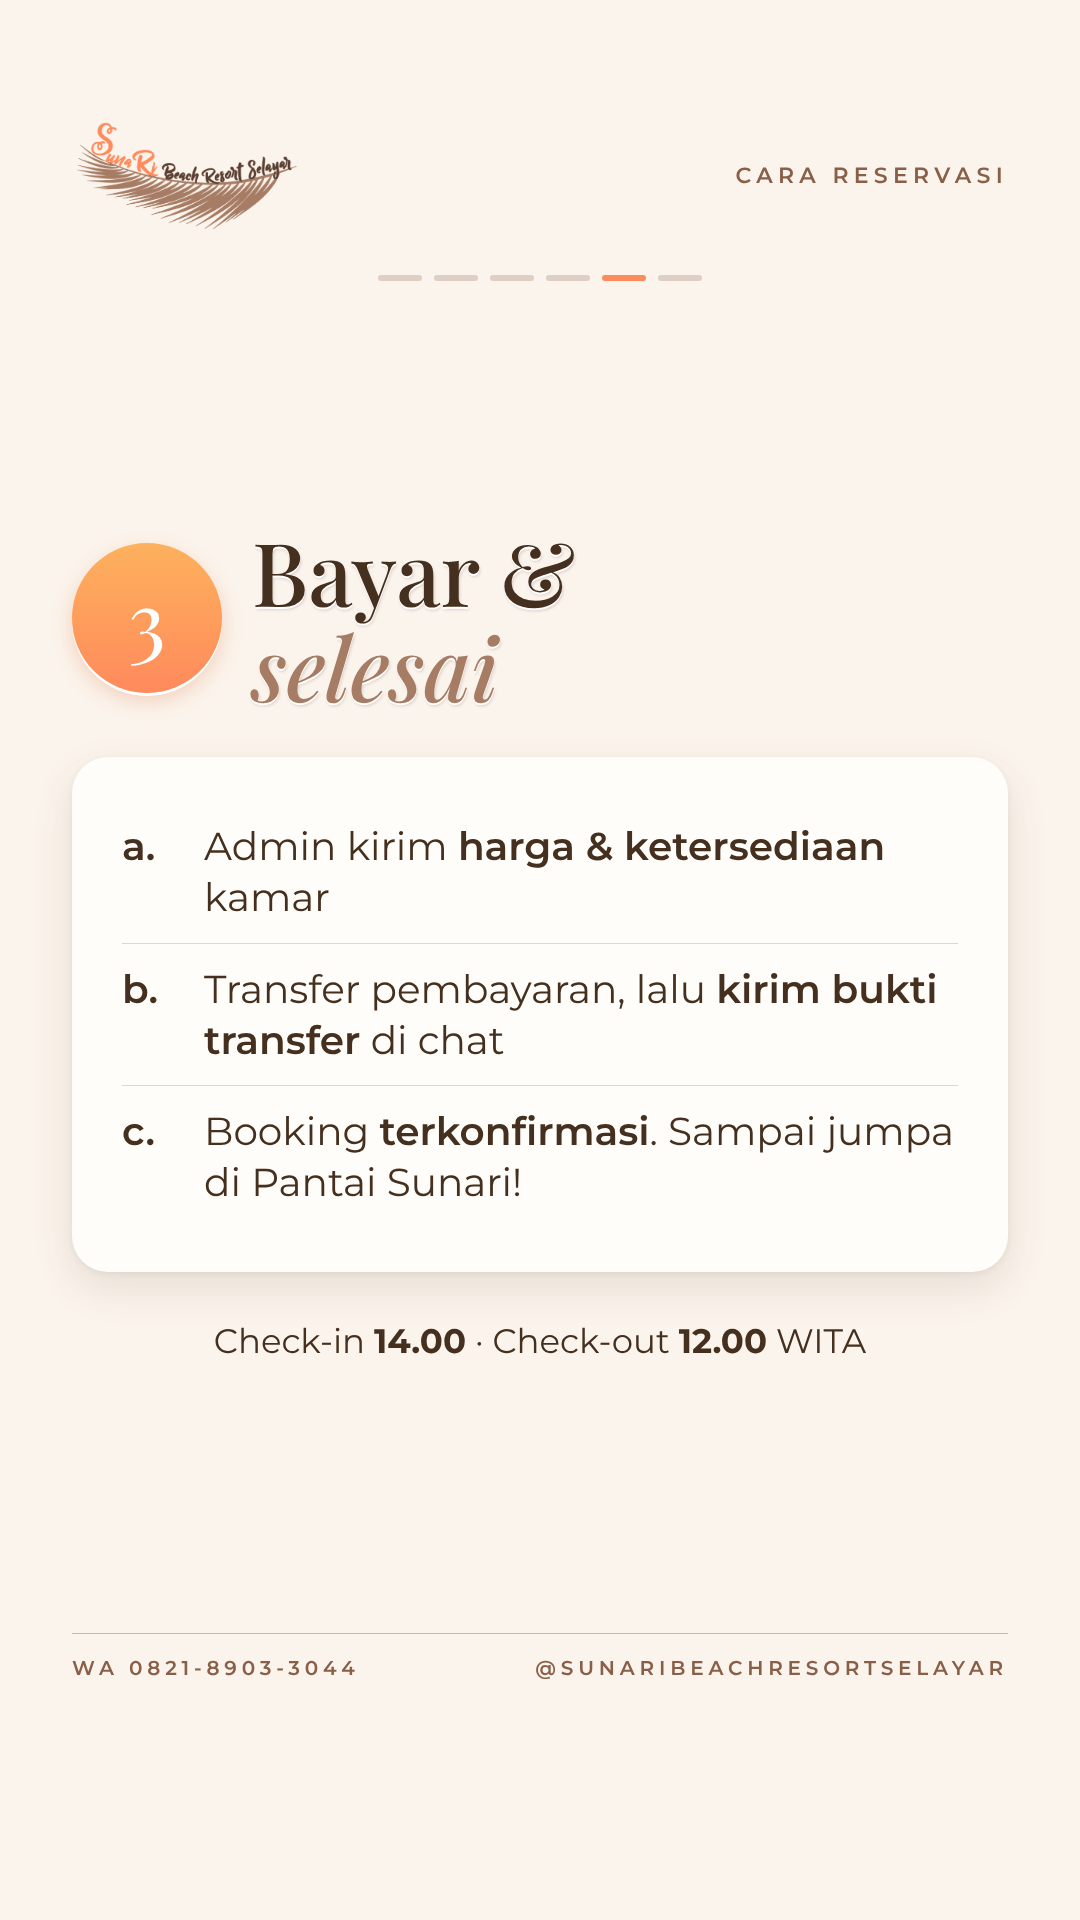 SunaRi Beach Resort Selayar
CARA RESERVASI
3
Bayar &
selesai
a. Admin kirim harga & ketersediaan
kamar
b. Transfer pembayaran, lalu kirim bukti
transfer di chat
c. Booking terkonfirmasi. Sampai jumpa
di Pantai Sunari!
Check-in 14.00 · Check-out 12.00 WITA
WA 0821-8903-3044
@SUNARIBEACHRESORTSELAYAR